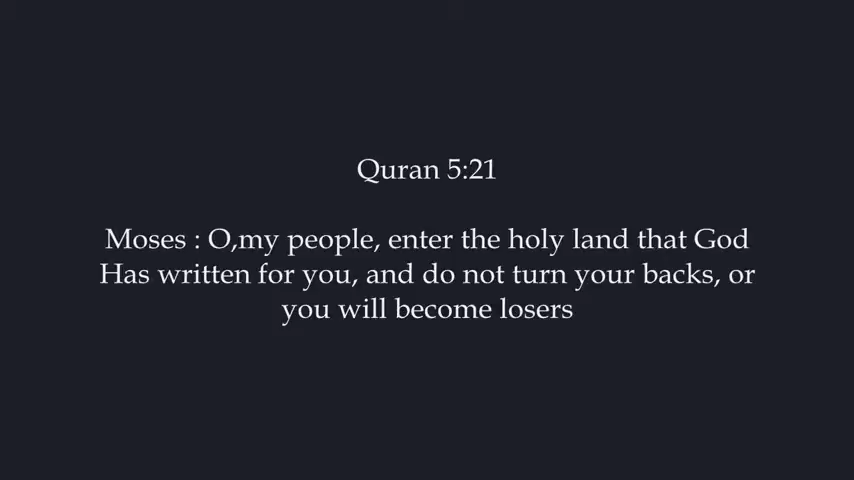 Quran 5:21
Moses : O,my people, enter the holy land that God
Has written for you, and do not turn your backs, or
you will become losers